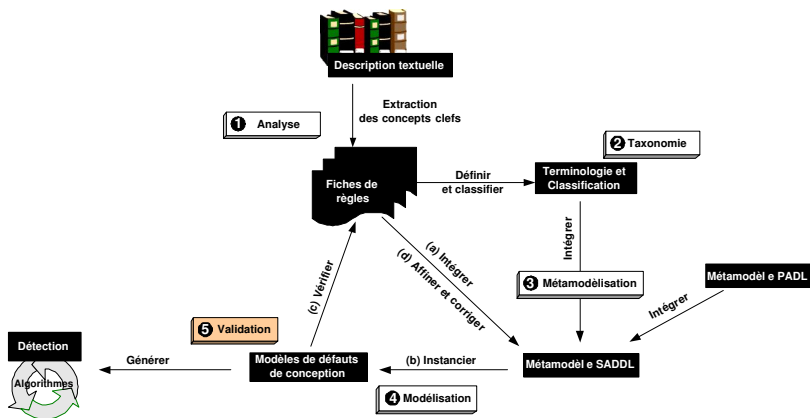 Description textuelle
Extraction
des concepts clefs
1 Analyse
2 Taxonomie
Fiches de
règles
Définir
et classifier
Terminologie et
Classification
(a) Intégrer
(d) Affiner et corriger
Intégrer
(c) Vérifier
3 Métamodèlisation
Métamodèl e PADL
Intégrer
5 Validation
Détection
Algorithmes
Générer
Modèles de défauts
de conception
(b) Instancier
Métamodèl e SADDL
4 Modélisation